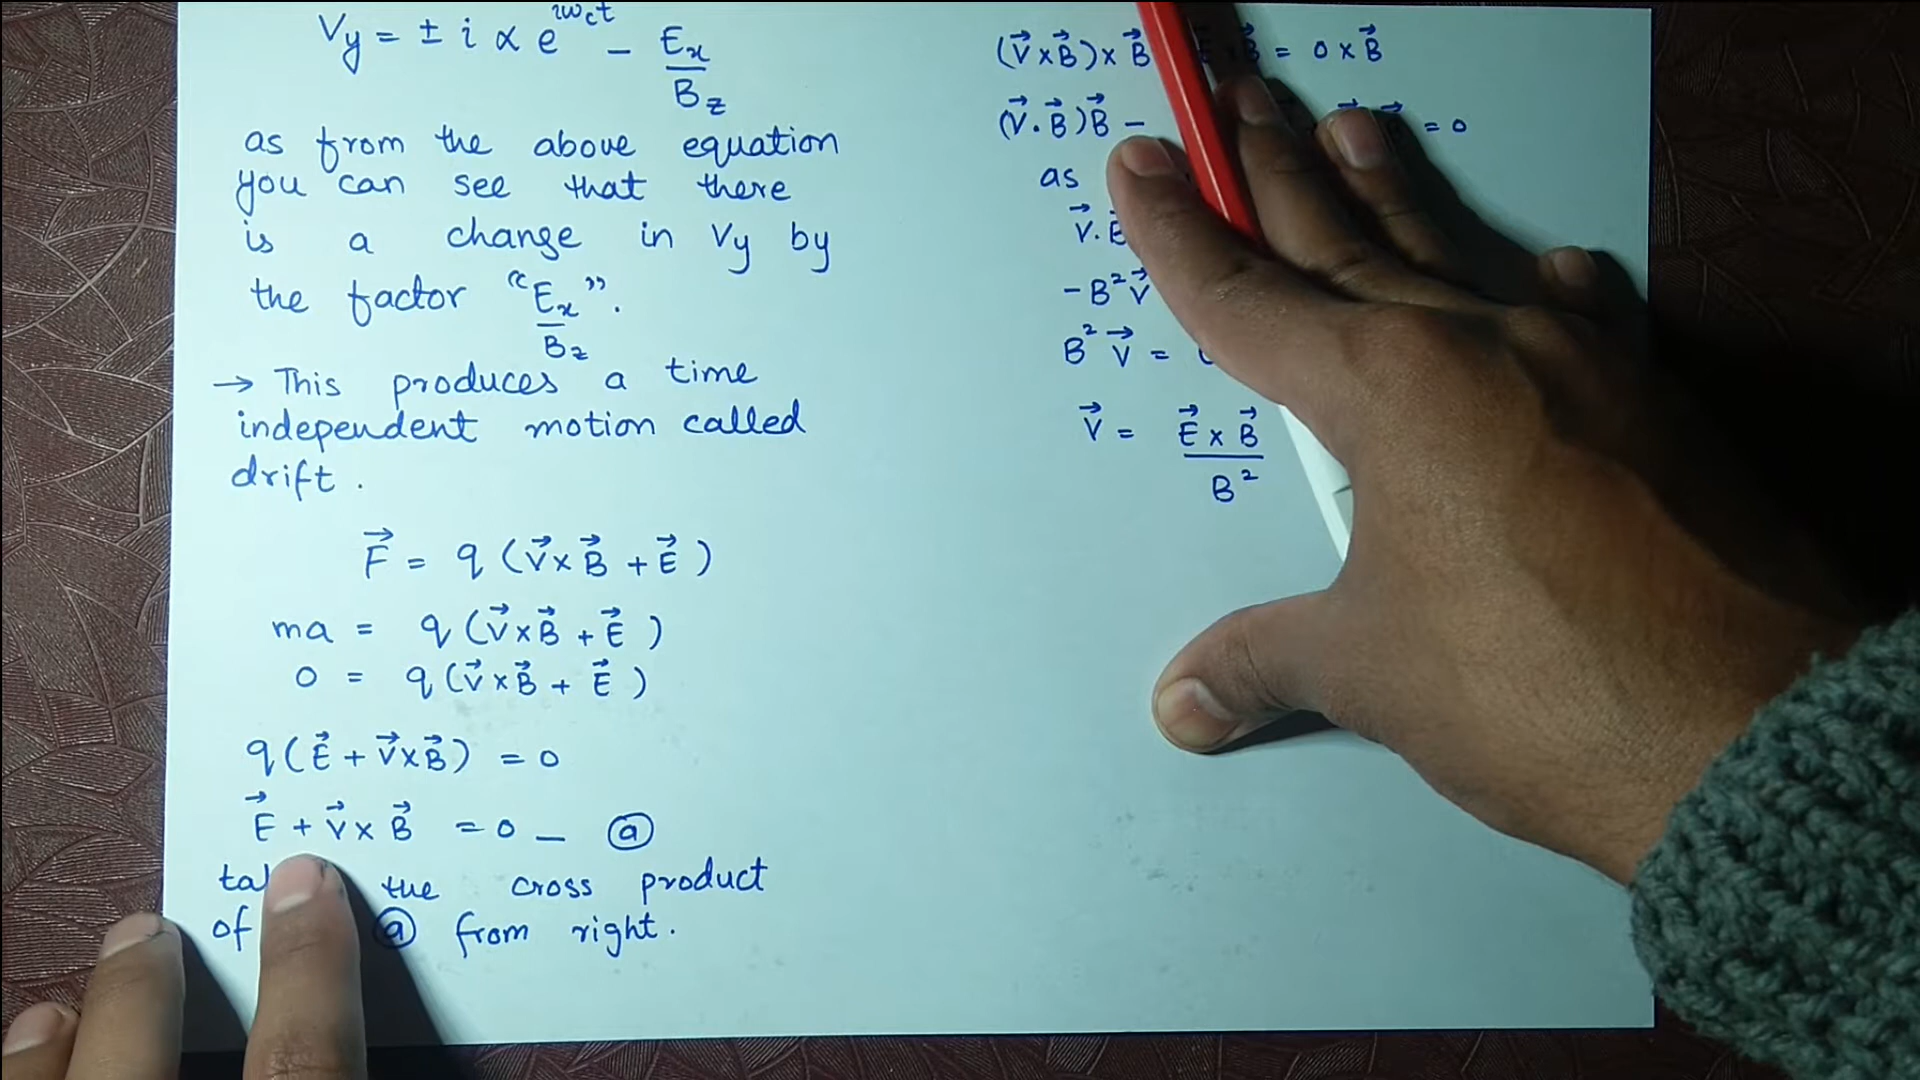 Vy = ± i α e^{iωct} − Ex/Bz
as from the above equation
you can see that there
is a change in Vy by
the factor "Ex/Bz".
→ This produces a time
independent motion called
drift.
F⃗ = q (V⃗ × B⃗ + E⃗ )
ma = q (V⃗ × B⃗ + E⃗ )
0 = q (V⃗ × B⃗ + E⃗ )
q ( E⃗ + V⃗ × B⃗ ) = 0
E⃗ + V⃗ × B⃗ = 0 — ⓐ
the cross product
of ⓐ from right.
(V⃗ × B⃗) × B⃗ × B⃗ = 0 × B⃗
(V⃗ . B⃗ ) B⃗ − = 0
as
V⃗ .
− B² V⃗
B² V⃗ =
V⃗ = E⃗ × B⃗ / B²